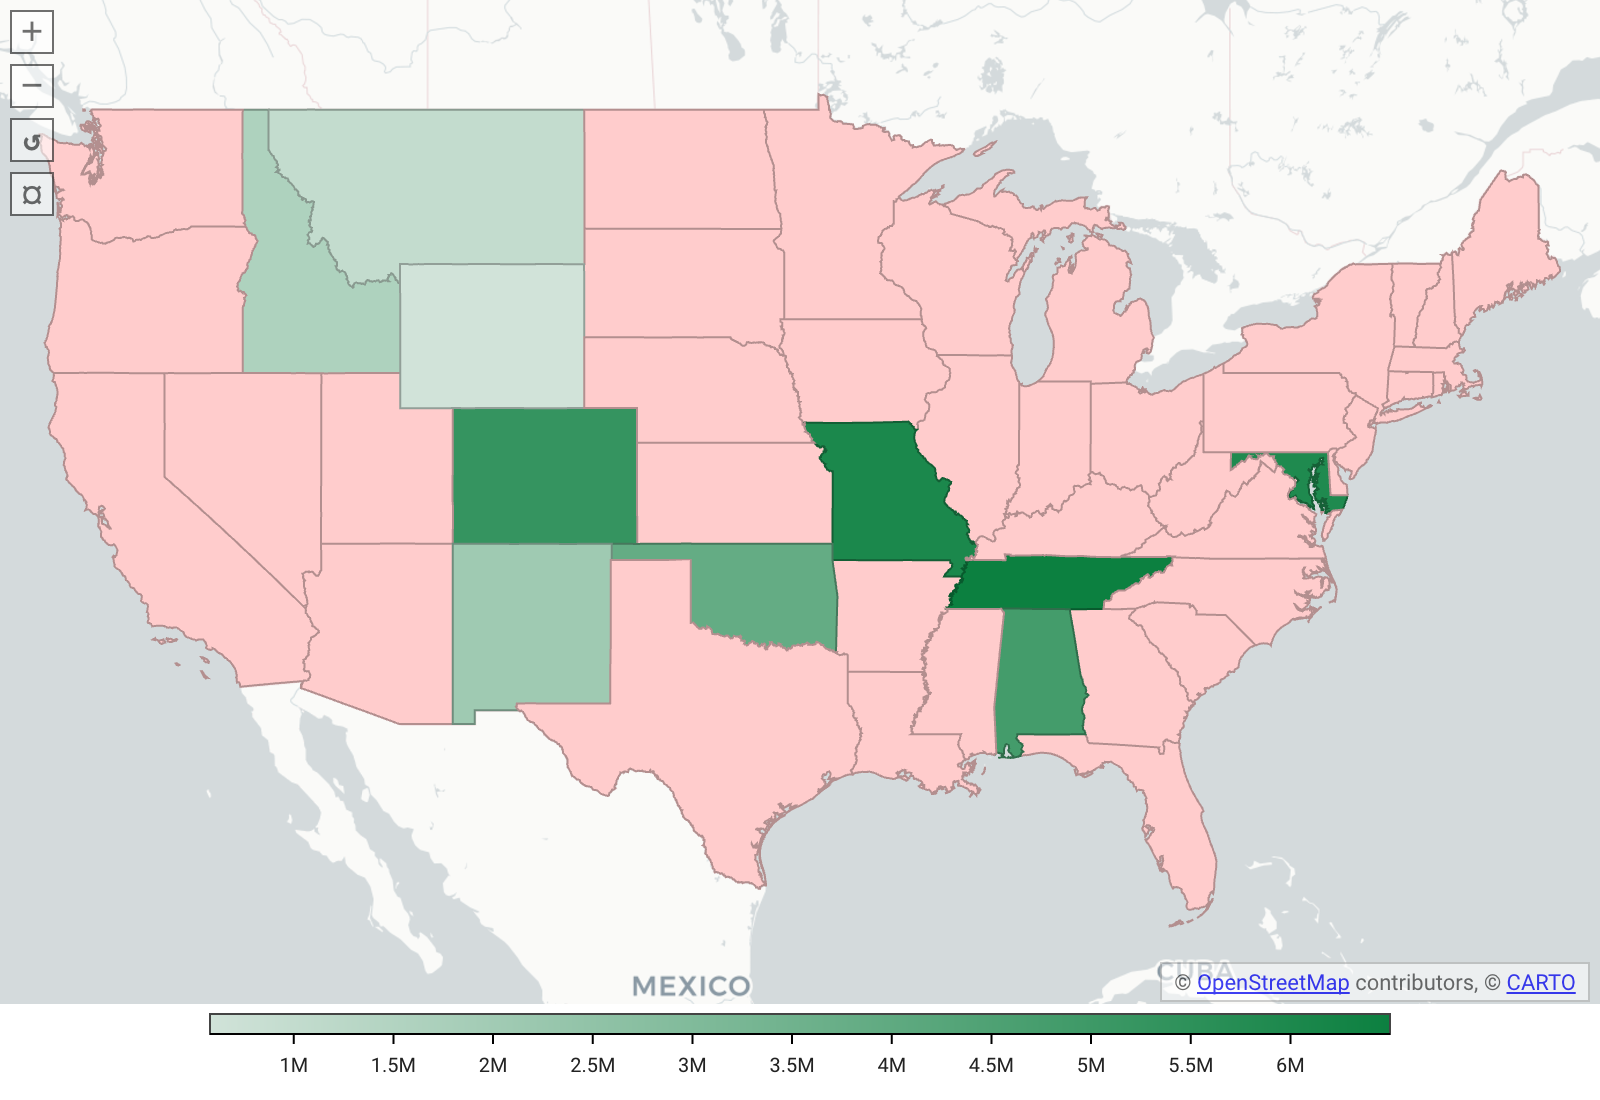 +
−
↺
¤
MEXICO
CUBA
© OpenStreetMap contributors, © CARTO
1M 1.5M 2M 2.5M 3M 3.5M 4M 4.5M 5M 5.5M 6M